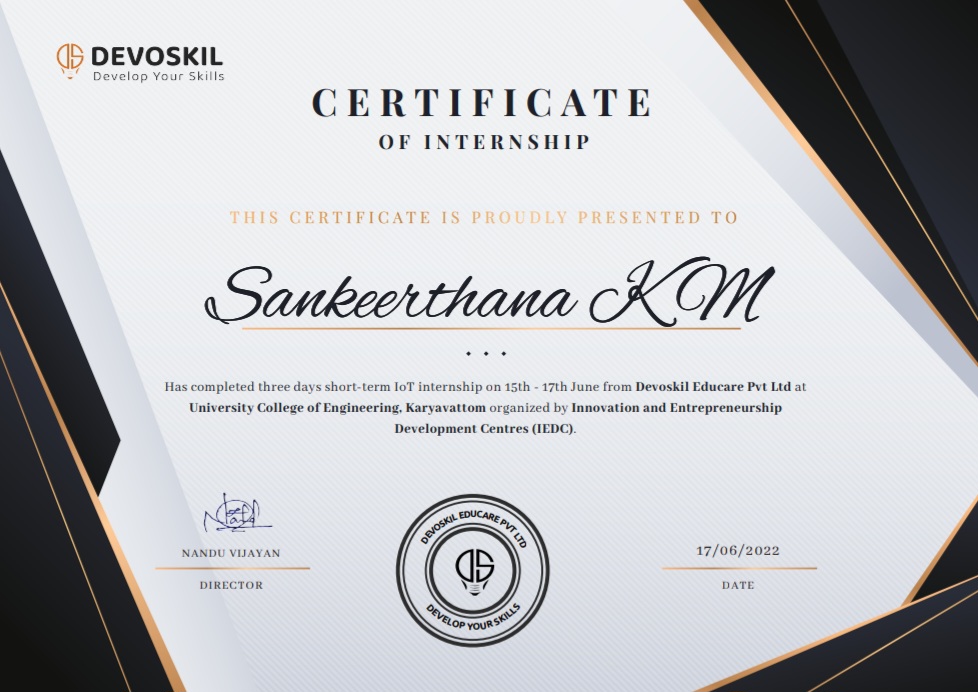 DEVOSKIL
Develop Your Skills
CERTIFICATE
OF INTERNSHIP
THIS CERTIFICATE IS PROUDLY PRESENTED TO
Sankeerthana KM
Has completed three days short-term IoT internship on 15th - 17th June from Devoskil Educare Pvt Ltd at
University College of Engineering, Karyavattom organized by Innovation and Entrepreneurship
Development Centres (IEDC).
NANDU VIJAYAN
DIRECTOR
DEVOSKIL EDUCARE PVT LTD
DEVELOP YOUR SKILLS
17/06/2022
DATE